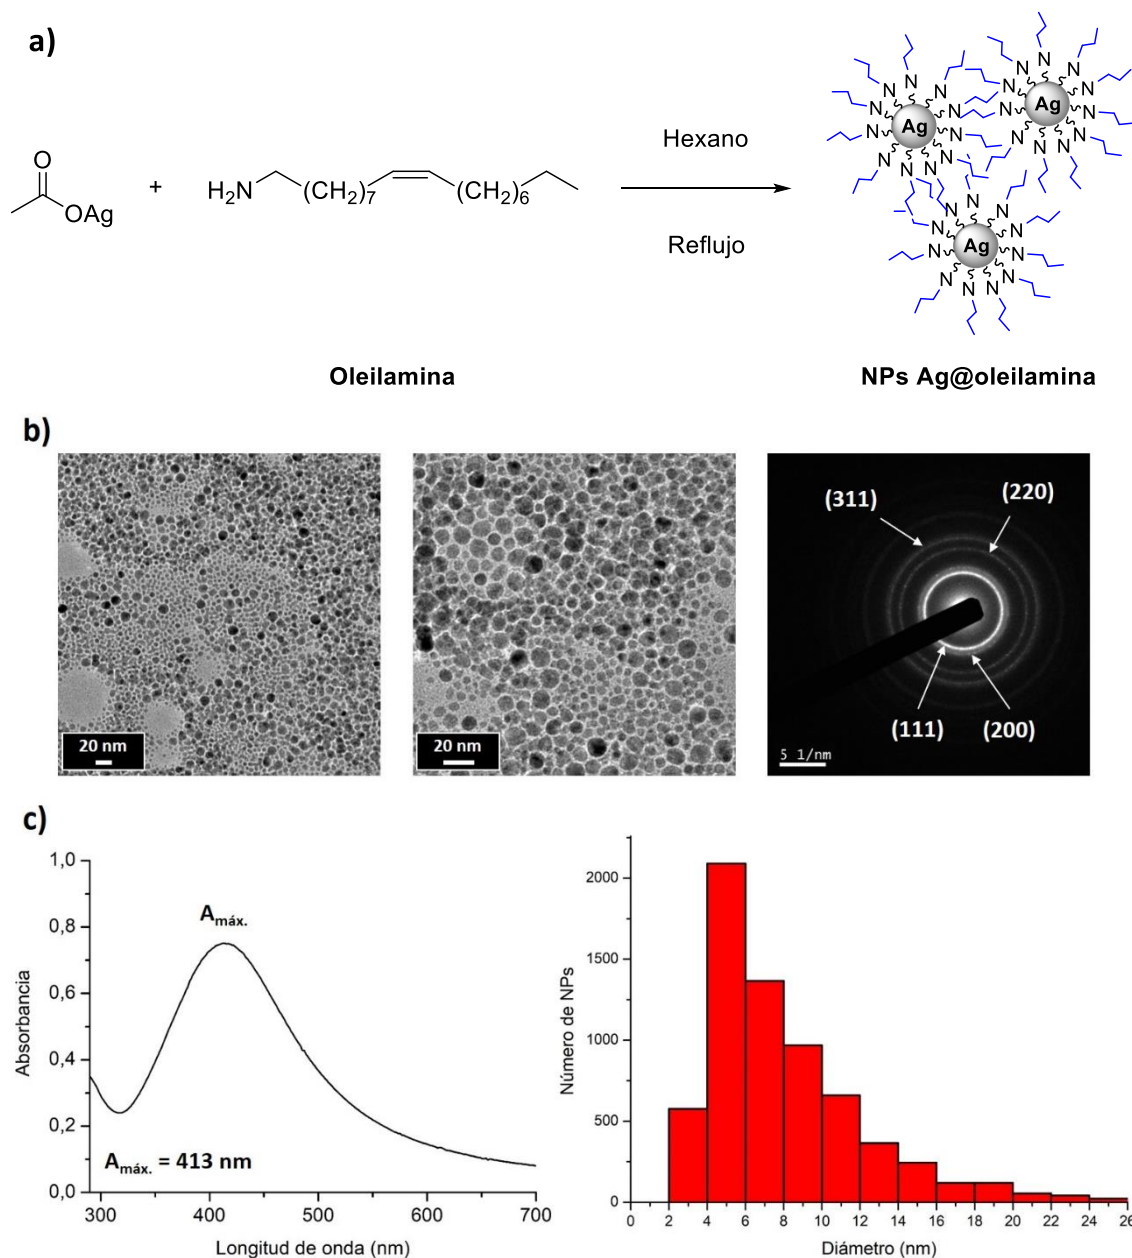 a)
O
OAg
+
H2N
(CH2)7
(CH2)6
Hexano
Reflujo
Ag
Ag
Ag
N N N N N N N N N N N N
N N N N N N N N N N N N
N N N N N N N N N N N N
Oleilamina
NPs Ag@oleilamina
b)
20 nm
20 nm
(311)
(220)
(111)
(200)
5 1/nm
c)
1,0
0,8
0,6
0,4
0,2
0,0
Absorbancia
Amáx.
Amáx. = 413 nm
300 400 500 600 700
Longitud de onda (nm)
2000
1500
1000
500
0
Número de NPs
0 2 4 6 8 10 12 14 16 18 20 22 24 26
Diámetro (nm)